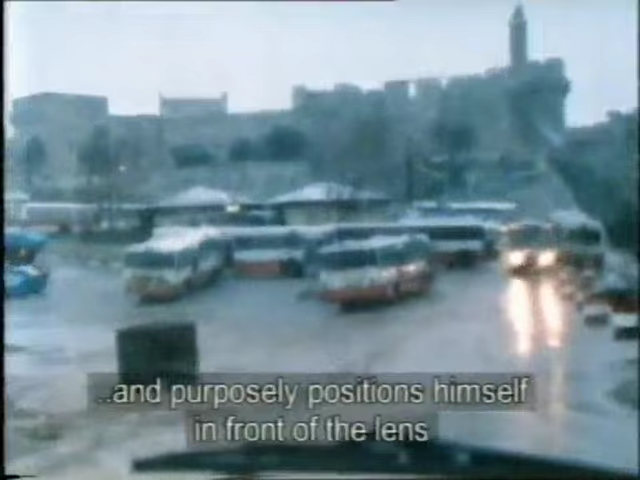 ..and purposely positions himself
in front of the lens